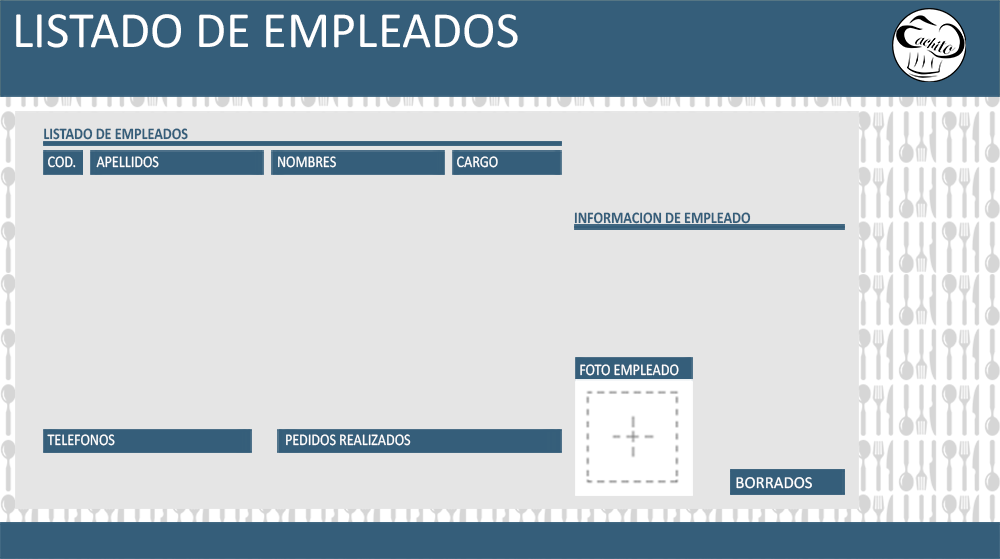 LISTADO DE EMPLEADOS
Cachito
LISTADO DE EMPLEADOS
COD. APELLIDOS NOMBRES CARGO
INFORMACION DE EMPLEADO
FOTO EMPLEADO
TELEFONOS PEDIDOS REALIZADOS
BORRADOS